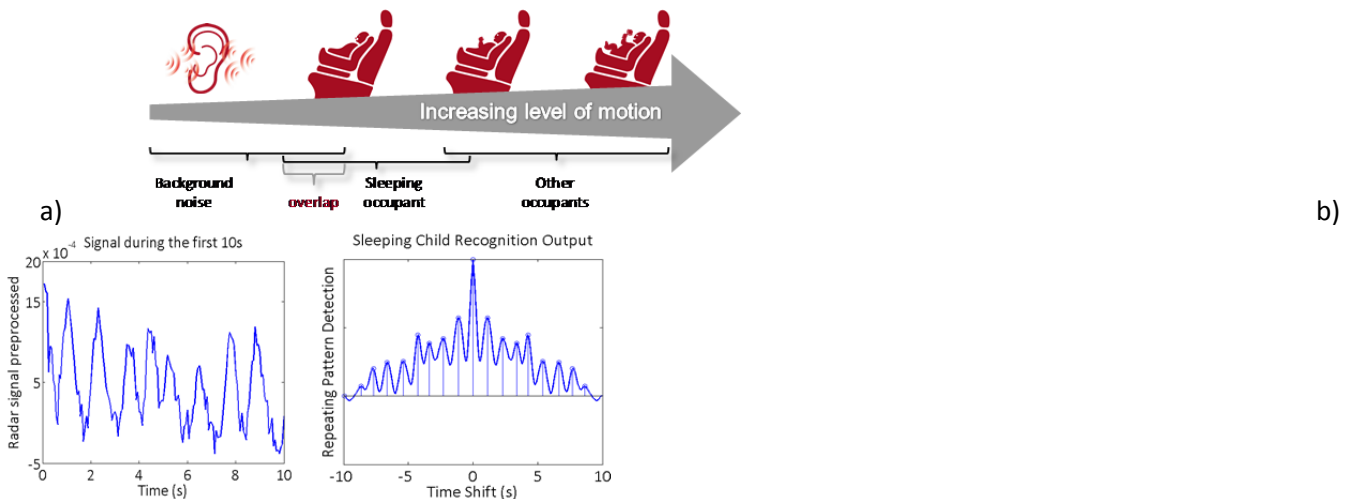 Increasing level of motion
Background
noise
overlap
Sleeping
occupant
Other
occupants
a)
b)
x 10
-4
Signal during the first 10s
Radar signal preprocessed
20
15
5
-5
0
2
4
6
8
10
Time (s)
Sleeping Child Recognition Output
Repeating Pattern Detection
-10
-5
0
5
10
Time Shift (s)